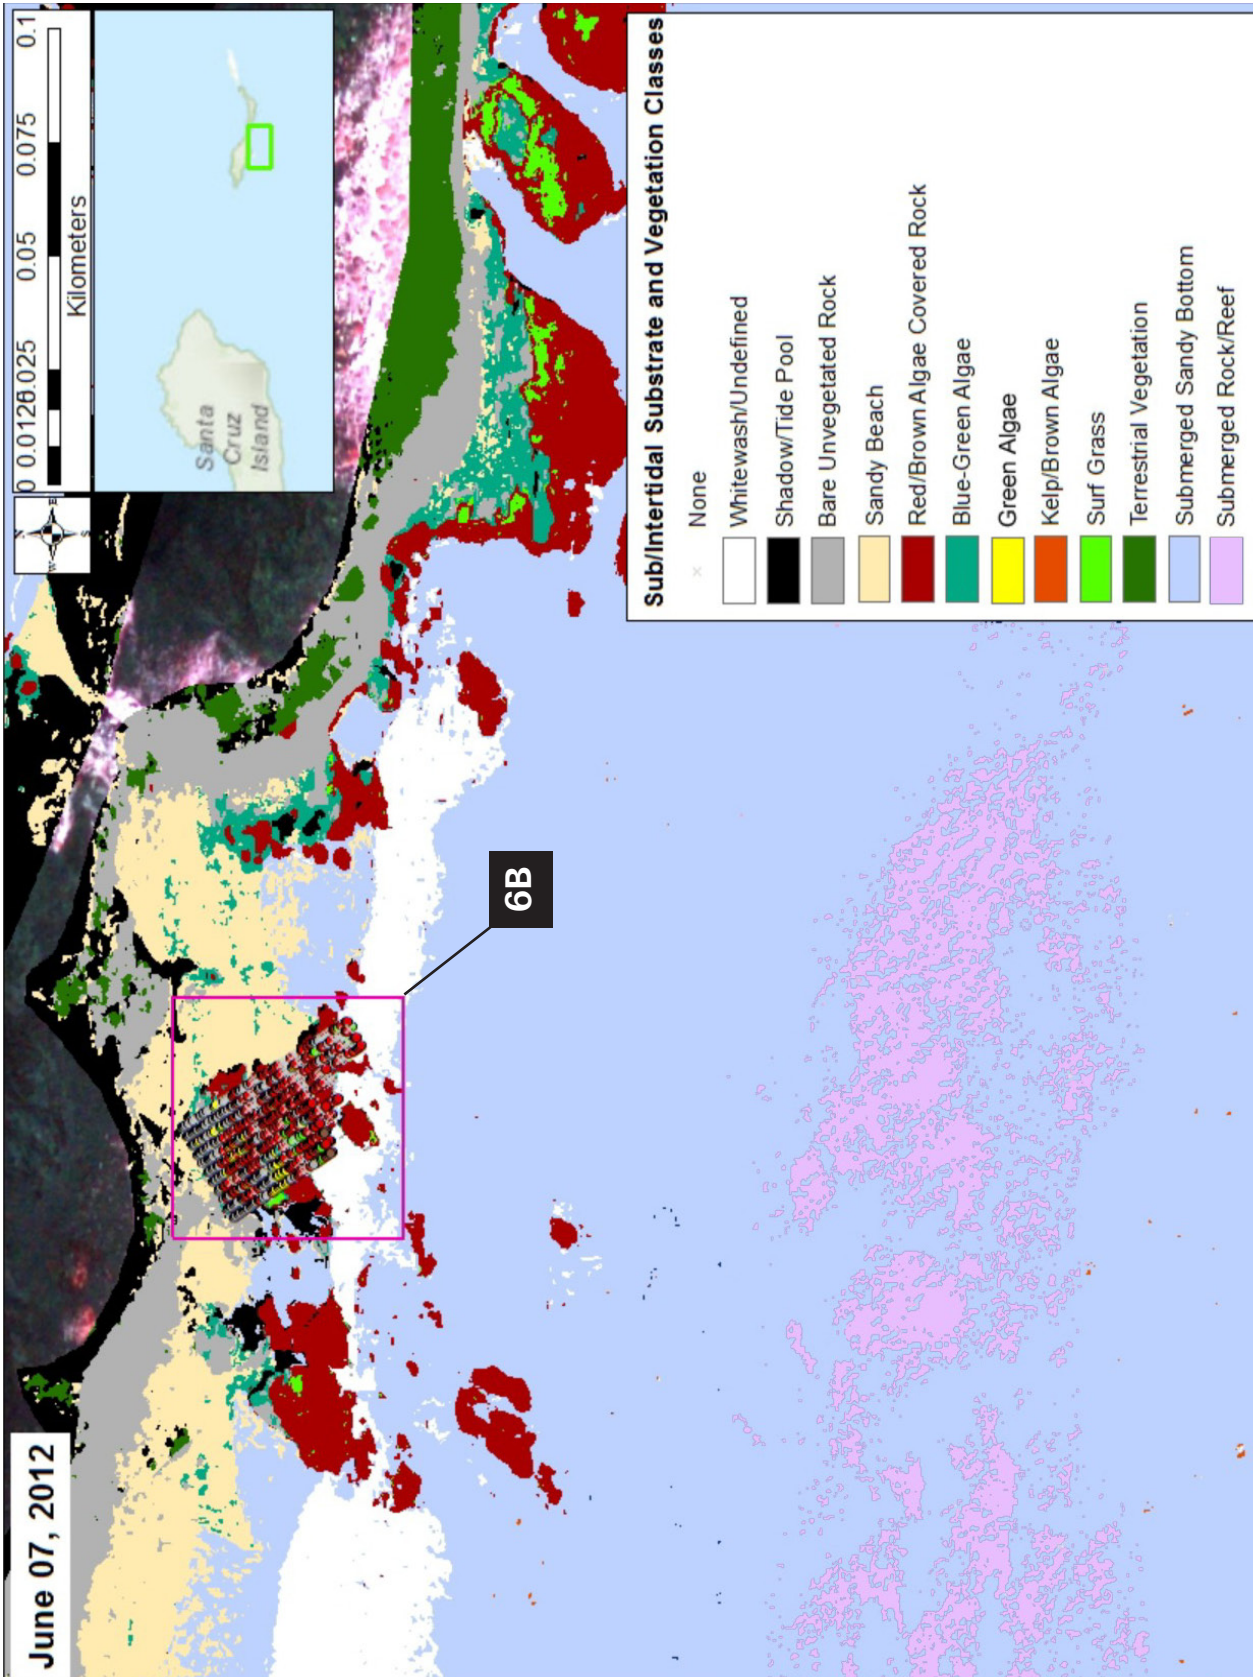 June 07, 2012
0 0.0126.025 0.05 0.075 0.1
Kilometers
Santa
Cruz
Island
6B
Sub/Intertidal Substrate and Vegetation Classes
None
Whitewash/Undefined
Shadow/Tide Pool
Bare Unvegetated Rock
Sandy Beach
Red/Brown Algae Covered Rock
Blue-Green Algae
Green Algae
Kelp/Brown Algae
Surf Grass
Terrestrial Vegetation
Submerged Sandy Bottom
Submerged Rock/Reef